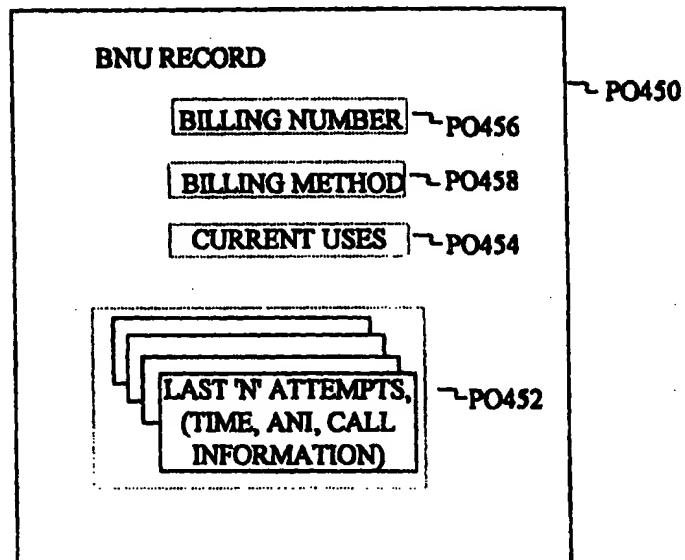 BNU RECORD
PO450
BILLING NUMBER PO456
BILLING METHOD PO458
CURRENT USES PO454
LAST 'N' ATTEMPTS,
(TIME, ANI, CALL
INFORMATION)
PO452